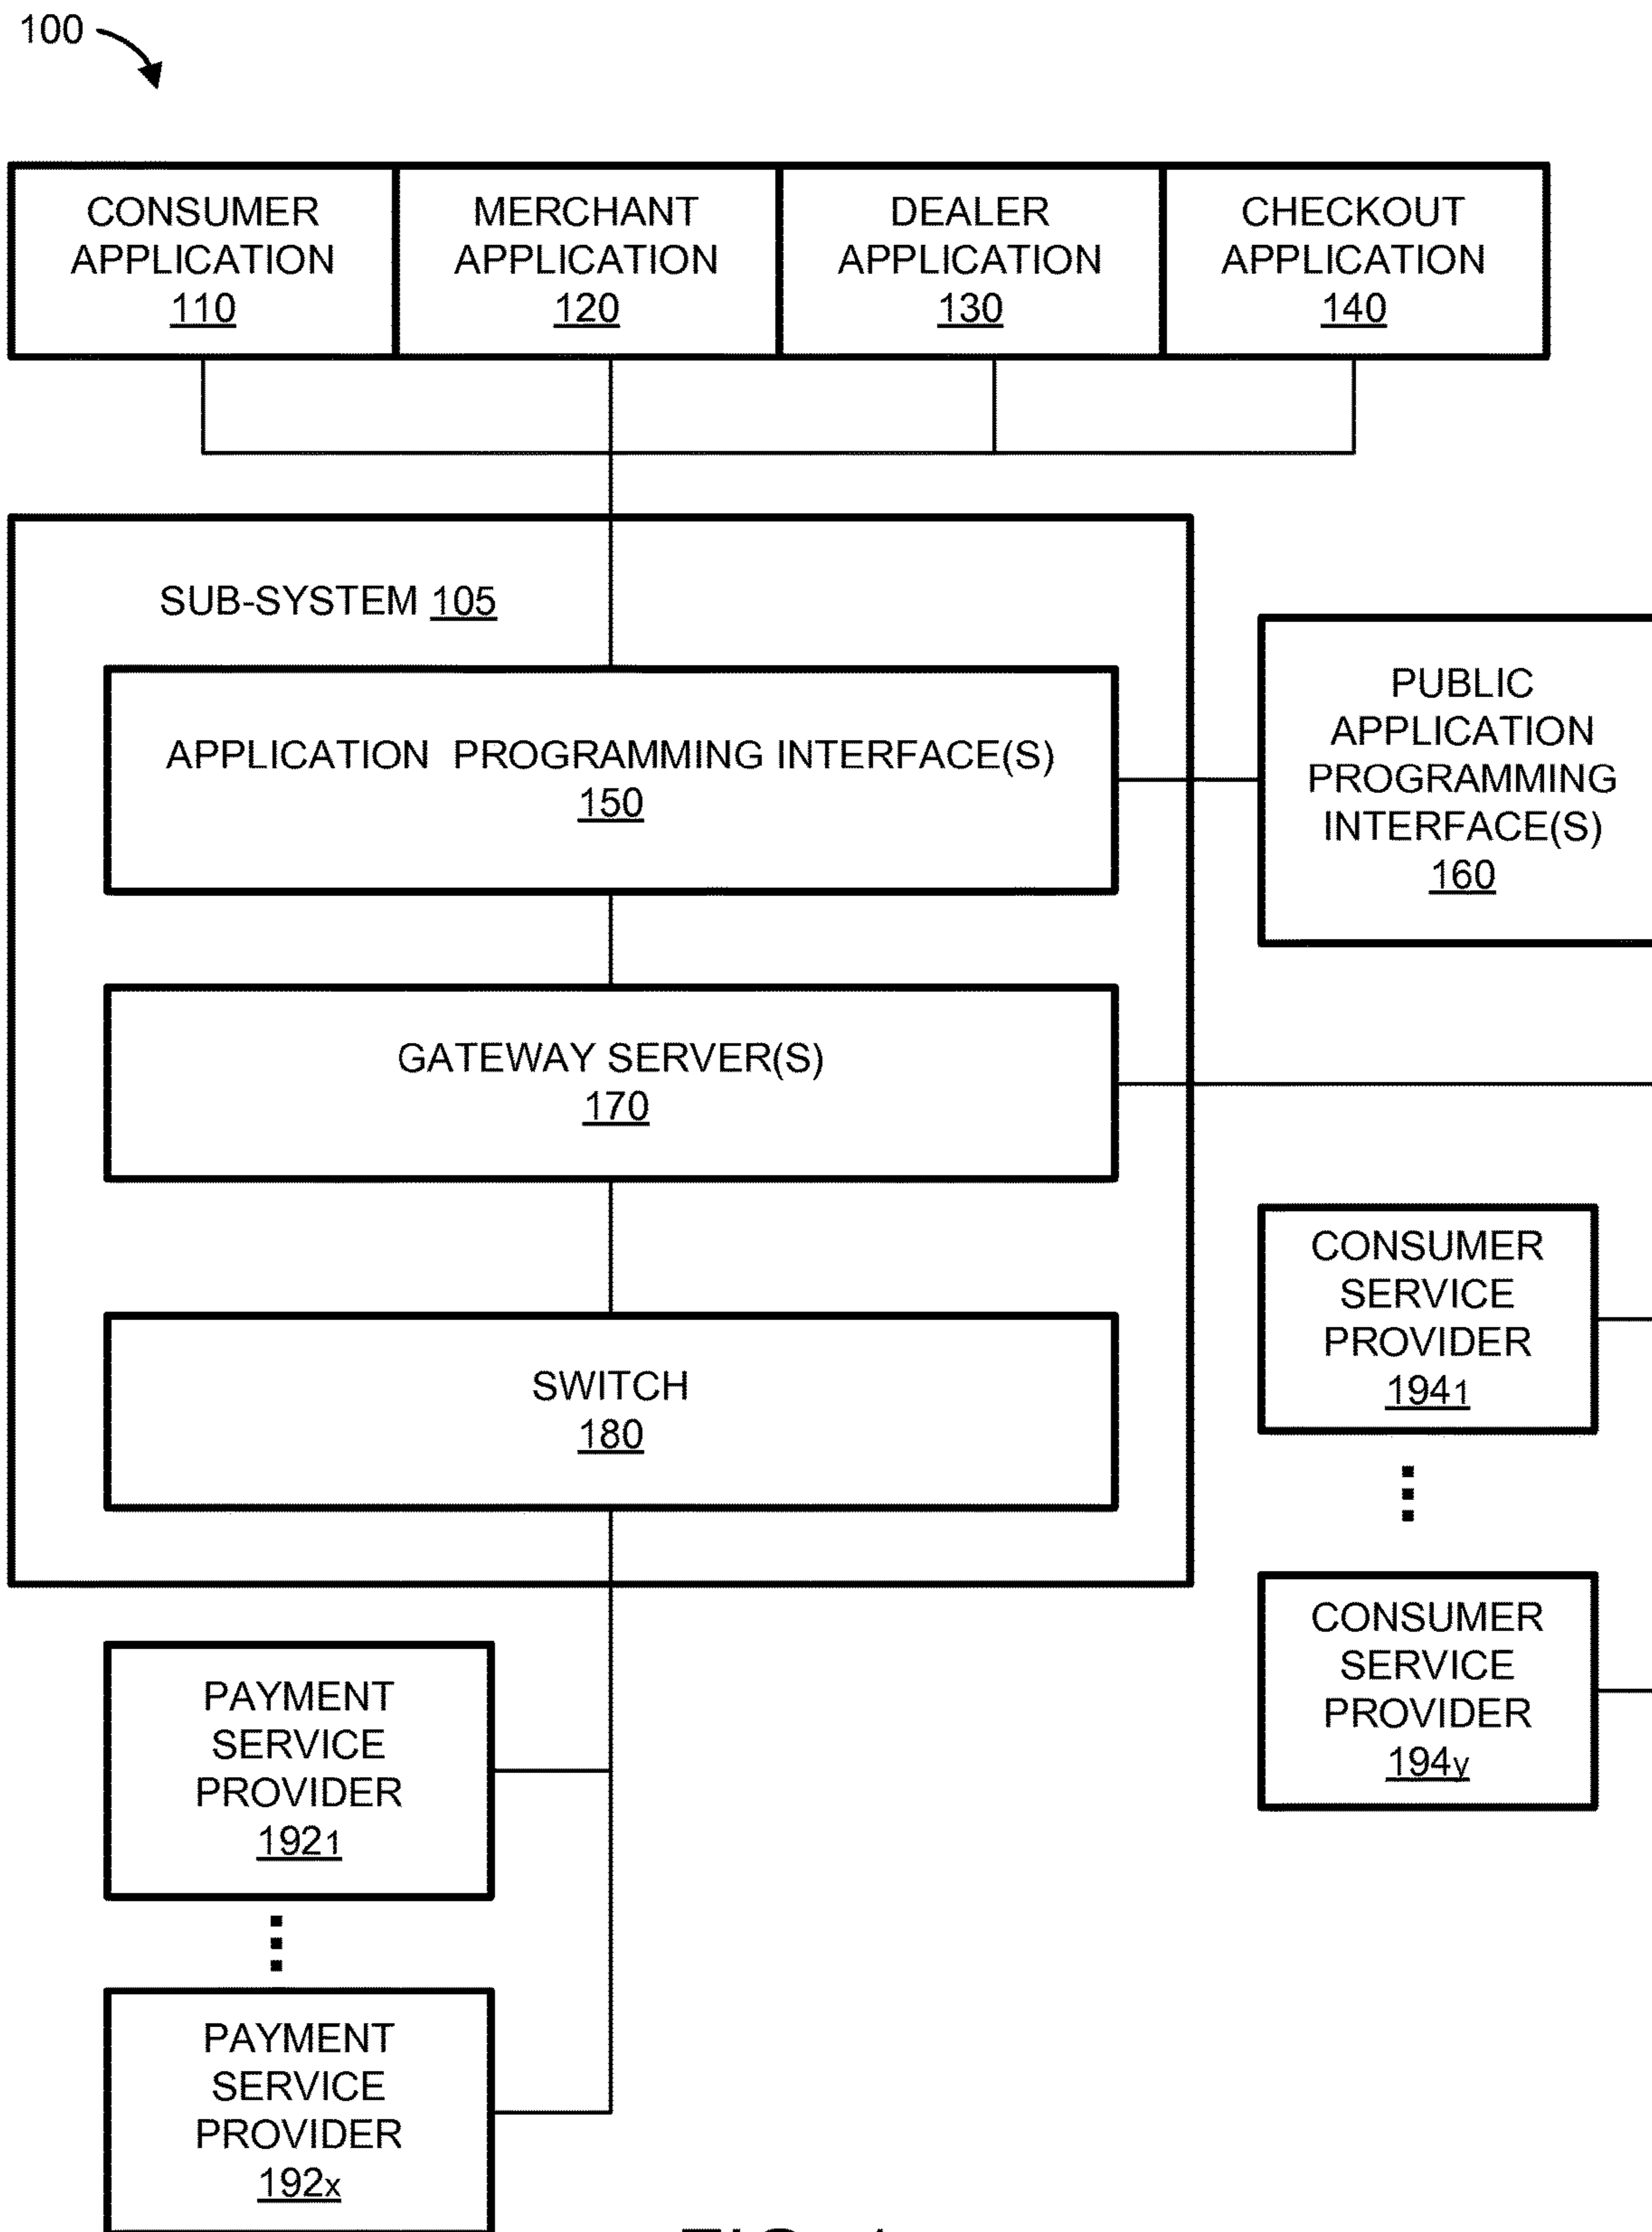 100
CONSUMER
APPLICATION
110
MERCHANT
APPLICATION
120
DEALER
APPLICATION
130
CHECKOUT
APPLICATION
140
SUB-SYSTEM 105
APPLICATION PROGRAMMING INTERFACE(S)
150
PUBLIC
APPLICATION
PROGRAMMING
INTERFACE(S)
160
GATEWAY SERVER(S)
170
SWITCH
180
CONSUMER
SERVICE
PROVIDER
1941
CONSUMER
SERVICE
PROVIDER
194y
PAYMENT
SERVICE
PROVIDER
1921
PAYMENT
SERVICE
PROVIDER
192x